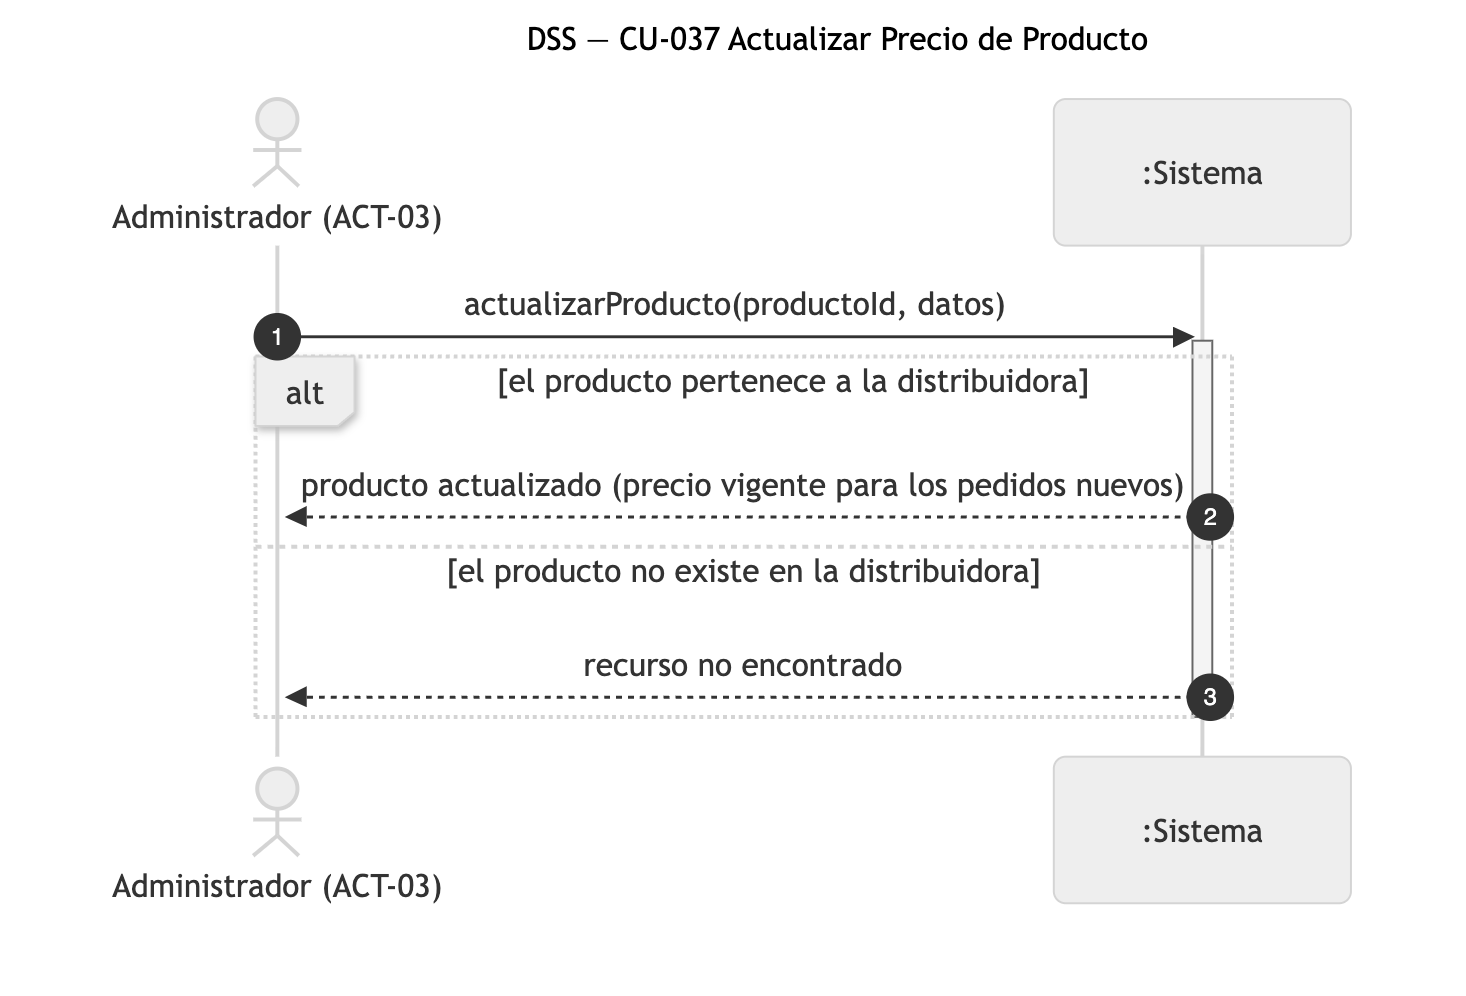 DSS — CU-037 Actualizar Precio de Producto
Administrador (ACT-03)
:Sistema
actualizarProducto(productoId, datos)
1
alt
[el producto pertenece a la distribuidora]
producto actualizado (precio vigente para los pedidos nuevos)
2
[el producto no existe en la distribuidora]
recurso no encontrado
3
Administrador (ACT-03)
:Sistema